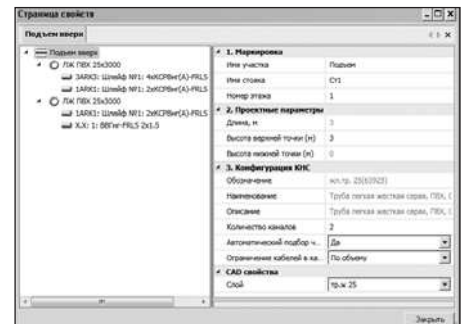 Страница свойств
Подъем вверх
Подъем вверх
ЛЖ ПВХ 25x3000
3ARK3: Шлейф №1: 4xКСРВнг(А)-FRLS
1ARK1: Шлейф №1: 2xКСРВнг(А)-FRLS
ЛЖ ПВХ 25x3000
1ARK1: Шлейф №1: 2xКСРВнг(А)-FRLS
X.X: 1: ВВГнг-FRLS 2x1.5
1. Маркировка
Имя участка Подъем
Имя стояка Ст1
Номер этажа 1
2. Проектные параметры
Длина, м 3
Высота верхней точки (м) 3
Высота нижней точки (м) 0
3. Конфигурация КНС
Обозначение
Наименование Труба легкая жесткая серая, ПВХ,
Описание Труба легкая жесткая серая, ПВХ,
Количество каналов 2
Автоматический подбор ч... Да
Ограничение кабелей в ка... По объему
CAD свойства
Слой тр.ж 25
Закрыть